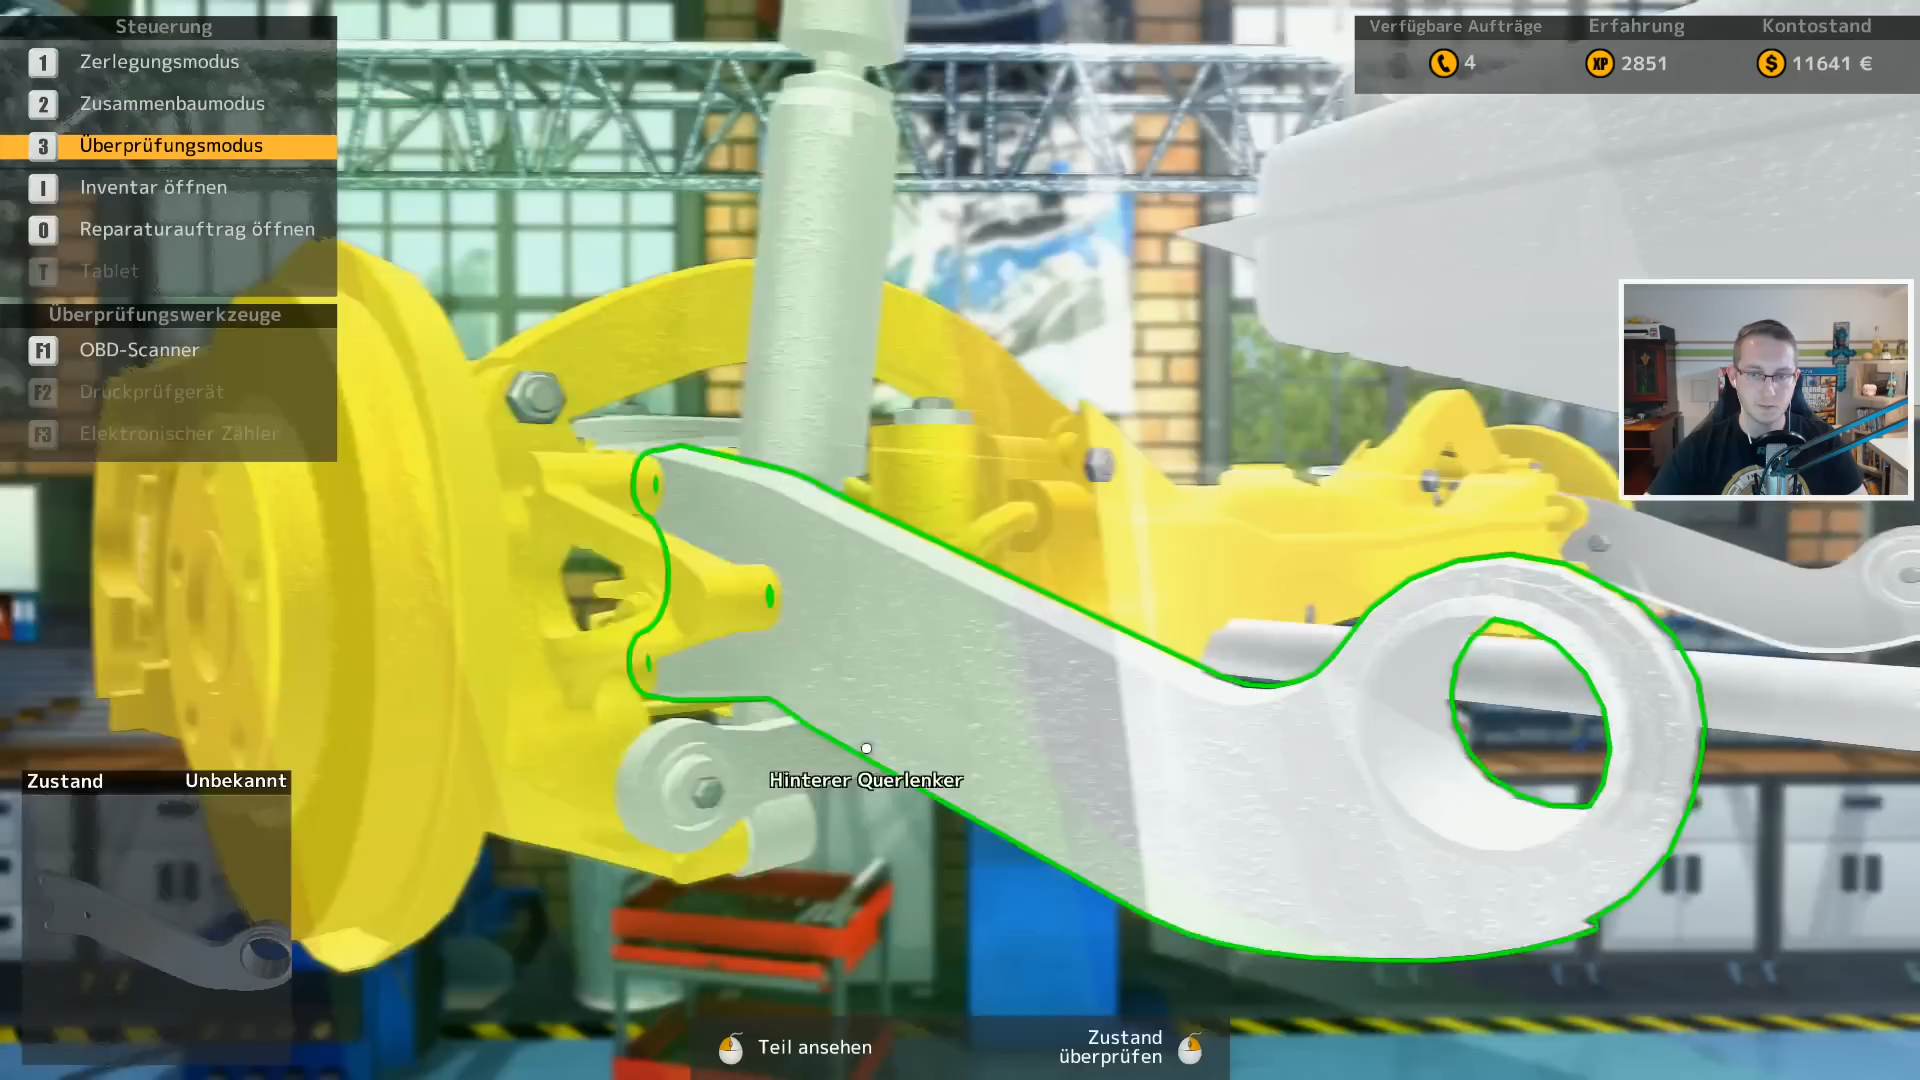 Steuerung
1 Zerlegungsmodus
2 Zusammenbaumodus
3 Überprüfungsmodus
I Inventar öffnen
O Reparaturauftrag öffnen
T Tablet
Überprüfungswerkzeuge
F1 OBD-Scanner
F2 Druckprüfgerät
F3 Elektronischer Zähler
Verfügbare Aufträge Erfahrung Kontostand
4 XP 2851 $ 11641 €
Zustand Unbekannt
Hinterer Querlenker
Teil ansehen
Zustand
überprüfen